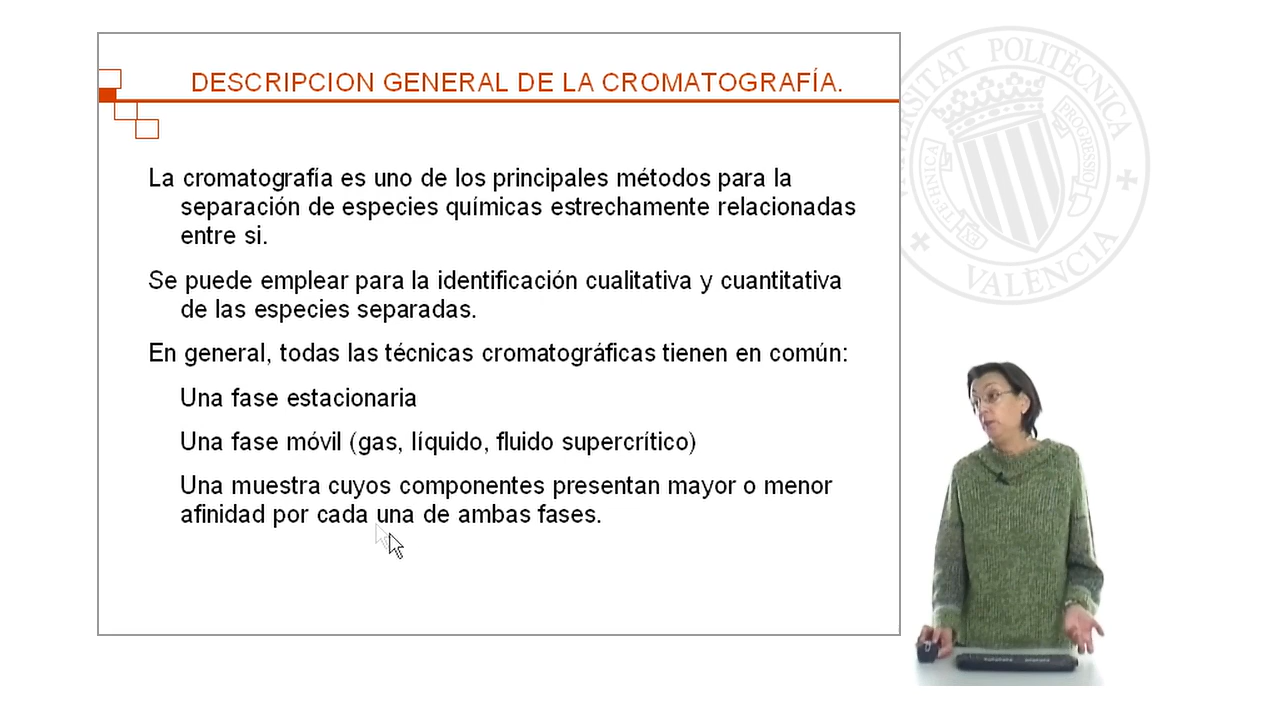 DESCRIPCION GENERAL DE LA CROMATOGRAFÍA.
La cromatografía es uno de los principales métodos para la
separación de especies químicas estrechamente relacionadas
entre si.
Se puede emplear para la identificación cualitativa y cuantitativa
de las especies separadas.
En general, todas las técnicas cromatográficas tienen en común:
Una fase estacionaria
Una fase móvil (gas, líquido, fluido supercrítico)
Una muestra cuyos componentes presentan mayor o menor
afinidad por cada una de ambas fases.
POLITÈCNICA
VALÈNCIA
EX TECHNICA
PROGRESSIO